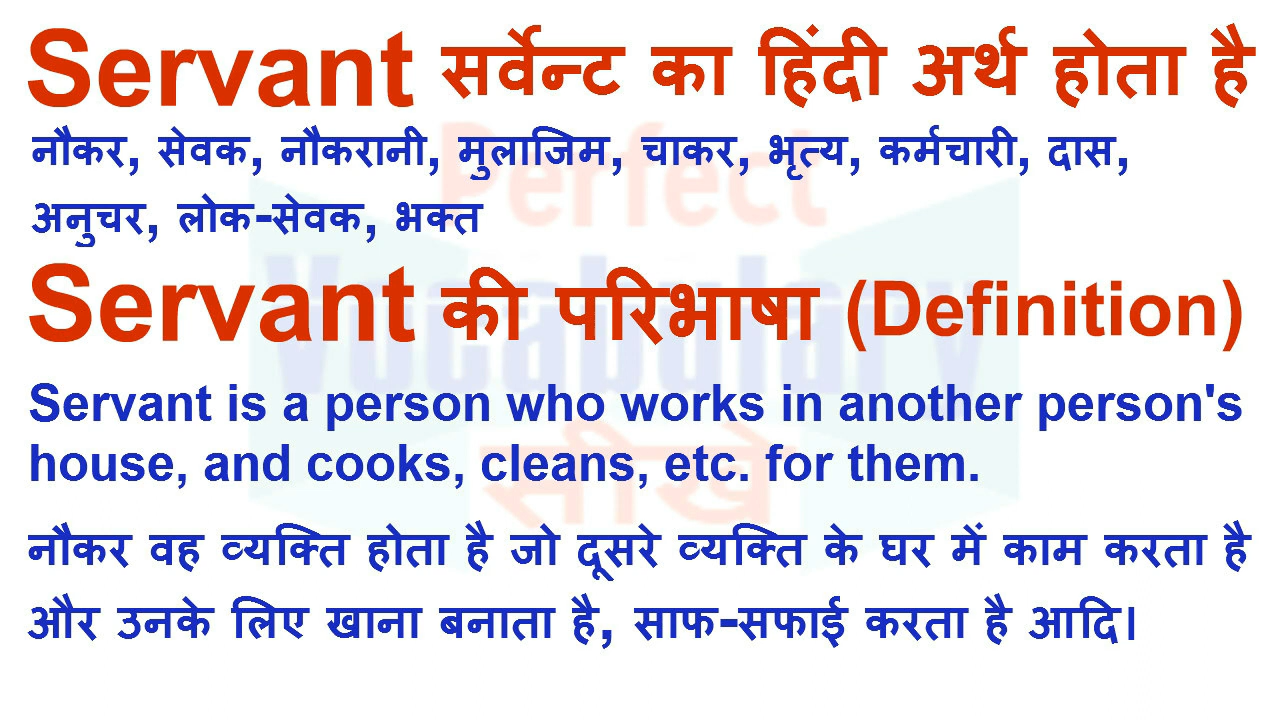 Servant सर्वेन्ट का हिंदी अर्थ होता है
नौकर, सेवक, नौकरानी, मुलाजिम, चाकर, भृत्य, कर्मचारी, दास,
अनुचर, लोक-सेवक, भक्त
Servant की परिभाषा (Definition)
Servant is a person who works in another person's
house, and cooks, cleans, etc. for them.
नौकर वह व्यक्ति होता है जो दूसरे व्यक्ति के घर में काम करता है
और उनके लिए खाना बनाता है, साफ-सफाई करता है आदि।
Perfect
Vocabulary
सीखे